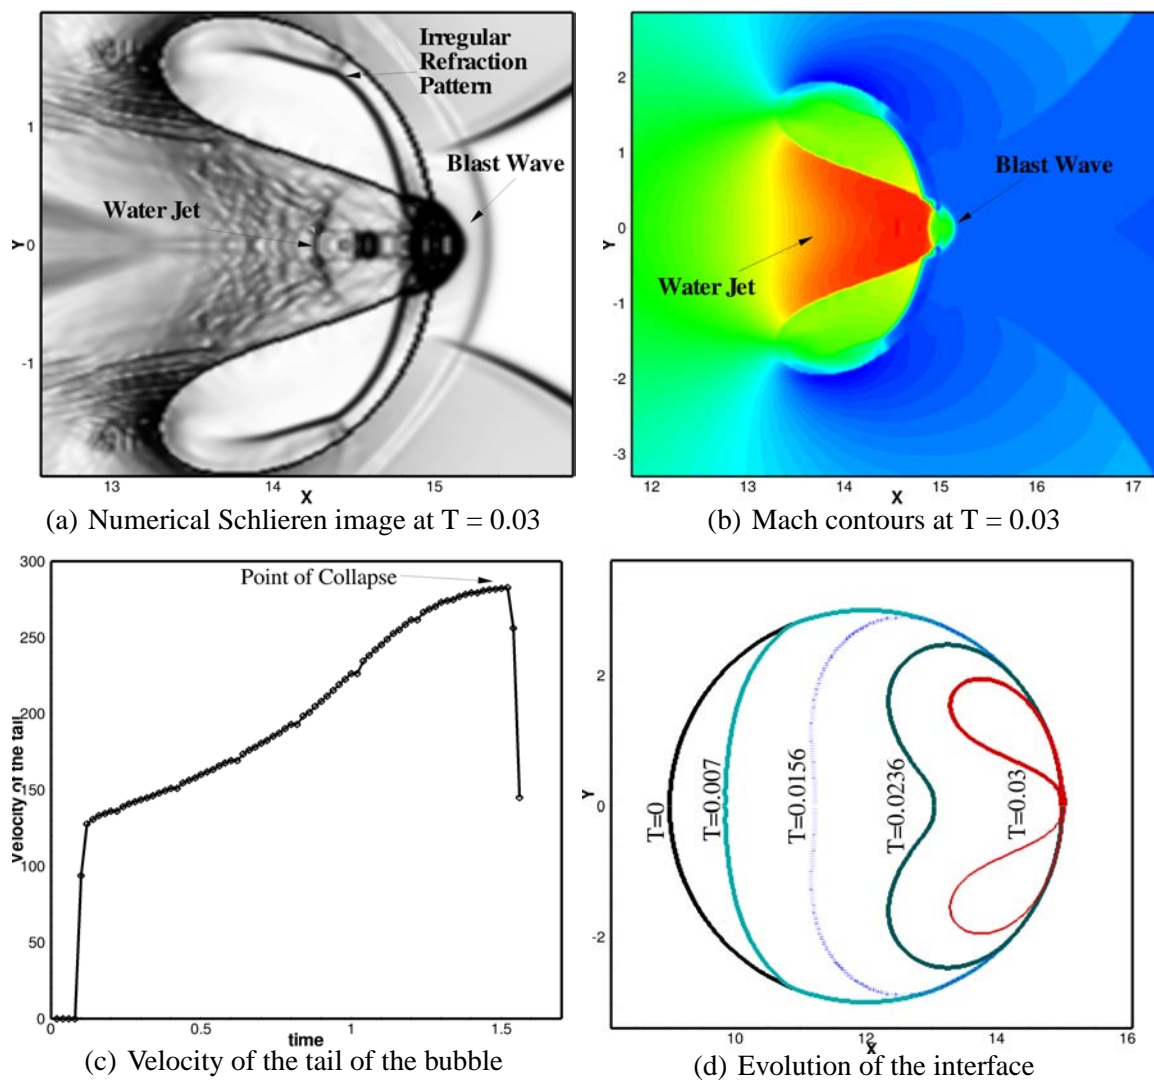 Irregular
Refraction
Pattern
Blast Wave
Water Jet
Y
1
0
-1
13
14
15
X
(a) Numerical Schlieren image at T = 0.03
Blast Wave
Water Jet
Y
2
1
0
-1
-2
-3
12
13
14
15
16
17
X
(b) Mach contours at T = 0.03
Point of Collapse
Velocity of the tail
300
250
200
150
100
50
0
0
0.5
1
1.5
time
(c) Velocity of the tail of the bubble
T=0
T=0.007
T=0.0156
T=0.0236
T=0.03
Y
2
0
-2
10
12
14
16
X
(d) Evolution of the interface